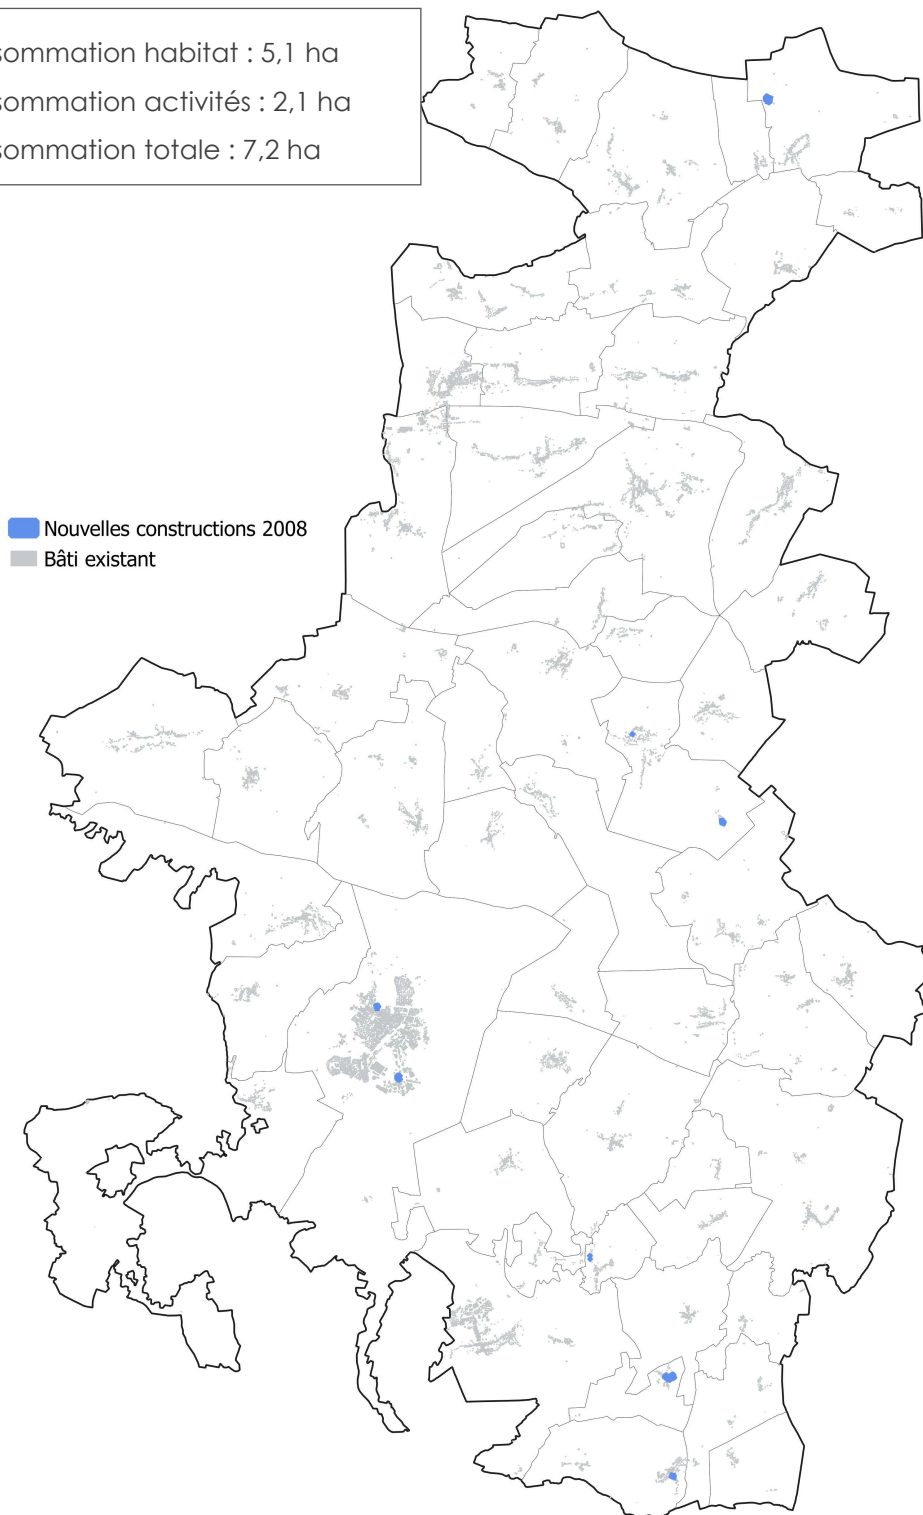 sommation habitat : 5,1 ha
sommation activités : 2,1 ha
sommation totale : 7,2 ha
Nouvelles constructions 2008
Bâti existant